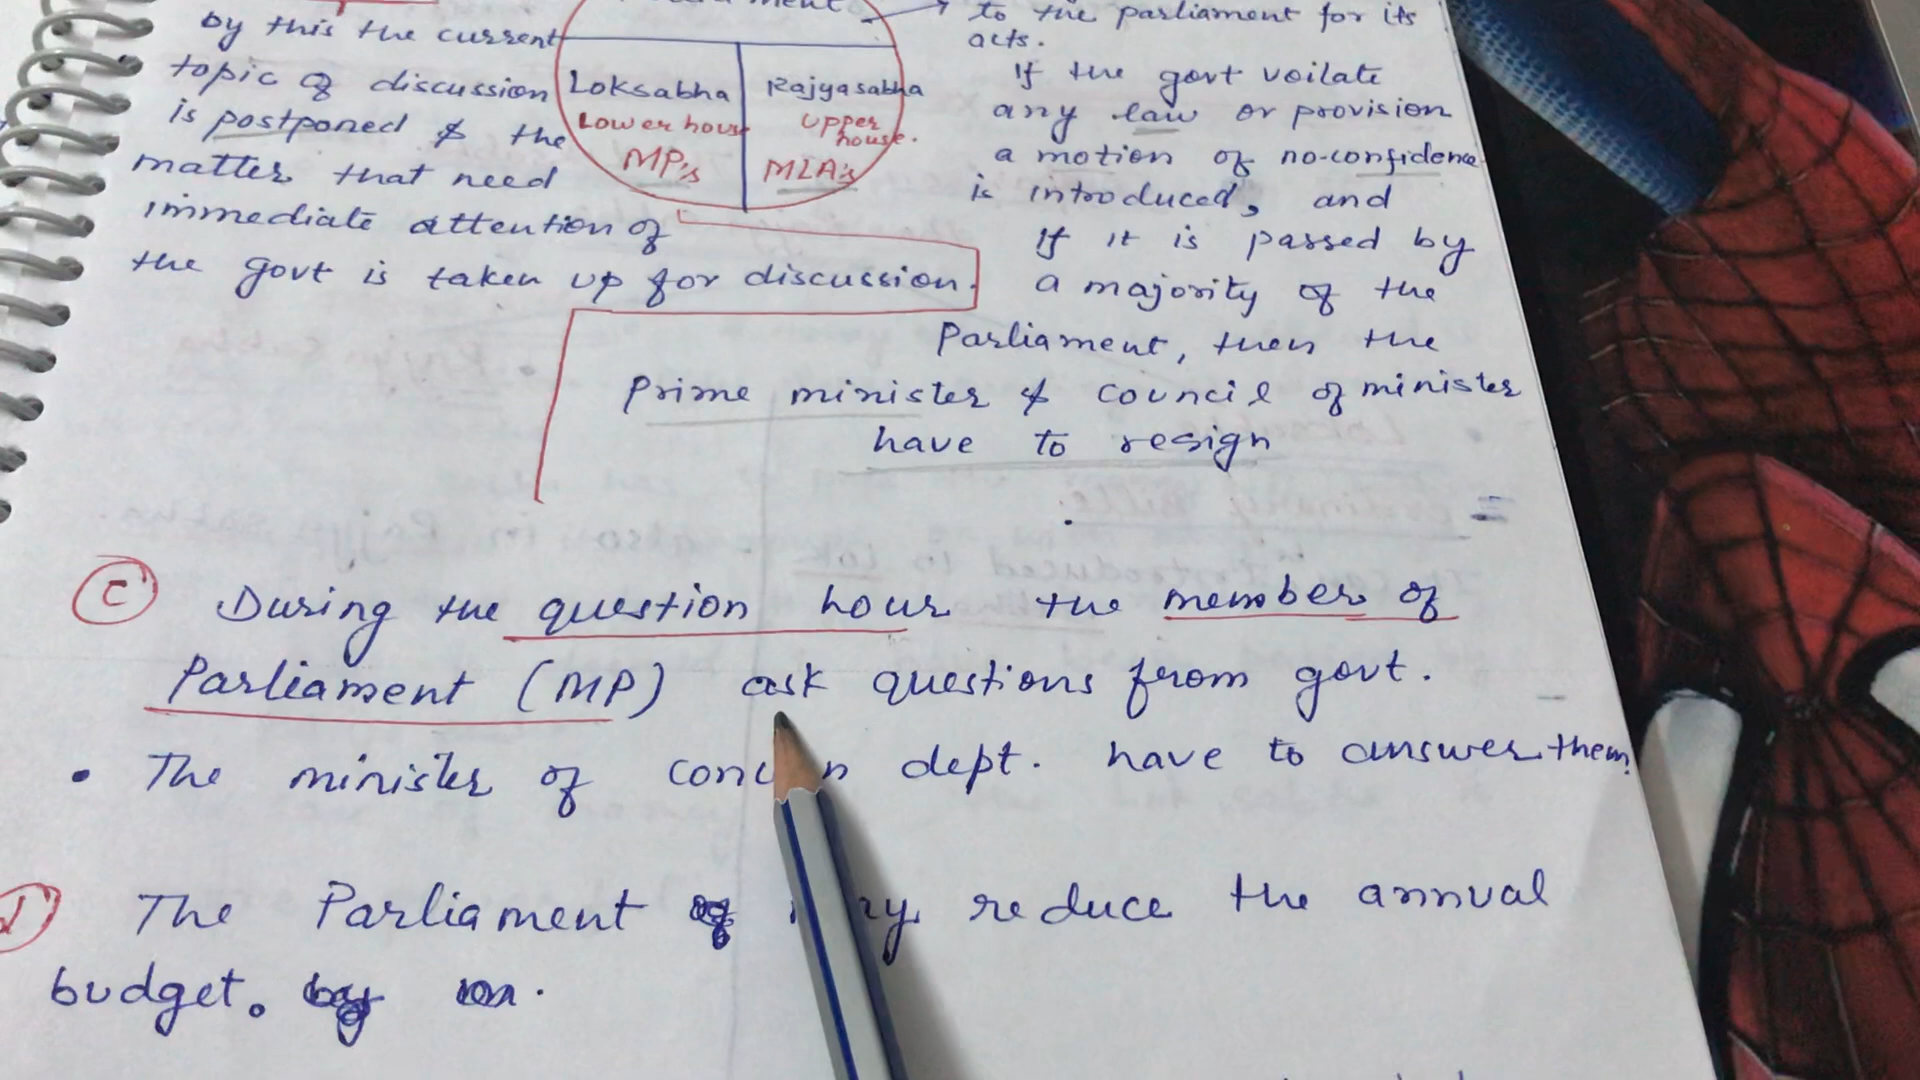 by this the current
topic of discussion
is postponed & the
matter that need
immediate attention of
the govt is taken up for discussion.
Loksabha
Lower house
MP's
Rajyasabha
upper
house.
MLA's
to the parliament for its
acts.
If the govt voilate
any law or provision
a motion of no-confidence
is introduced, and
If it is passed by
a majority of the
Parliament, then the
Prime minister & council of minister
have to resign
C During the question hour the member of
Parliament (MP) ask questions from govt.
• The minister of dept. have to answer them.
d The Parliament reduce the annual
budget.